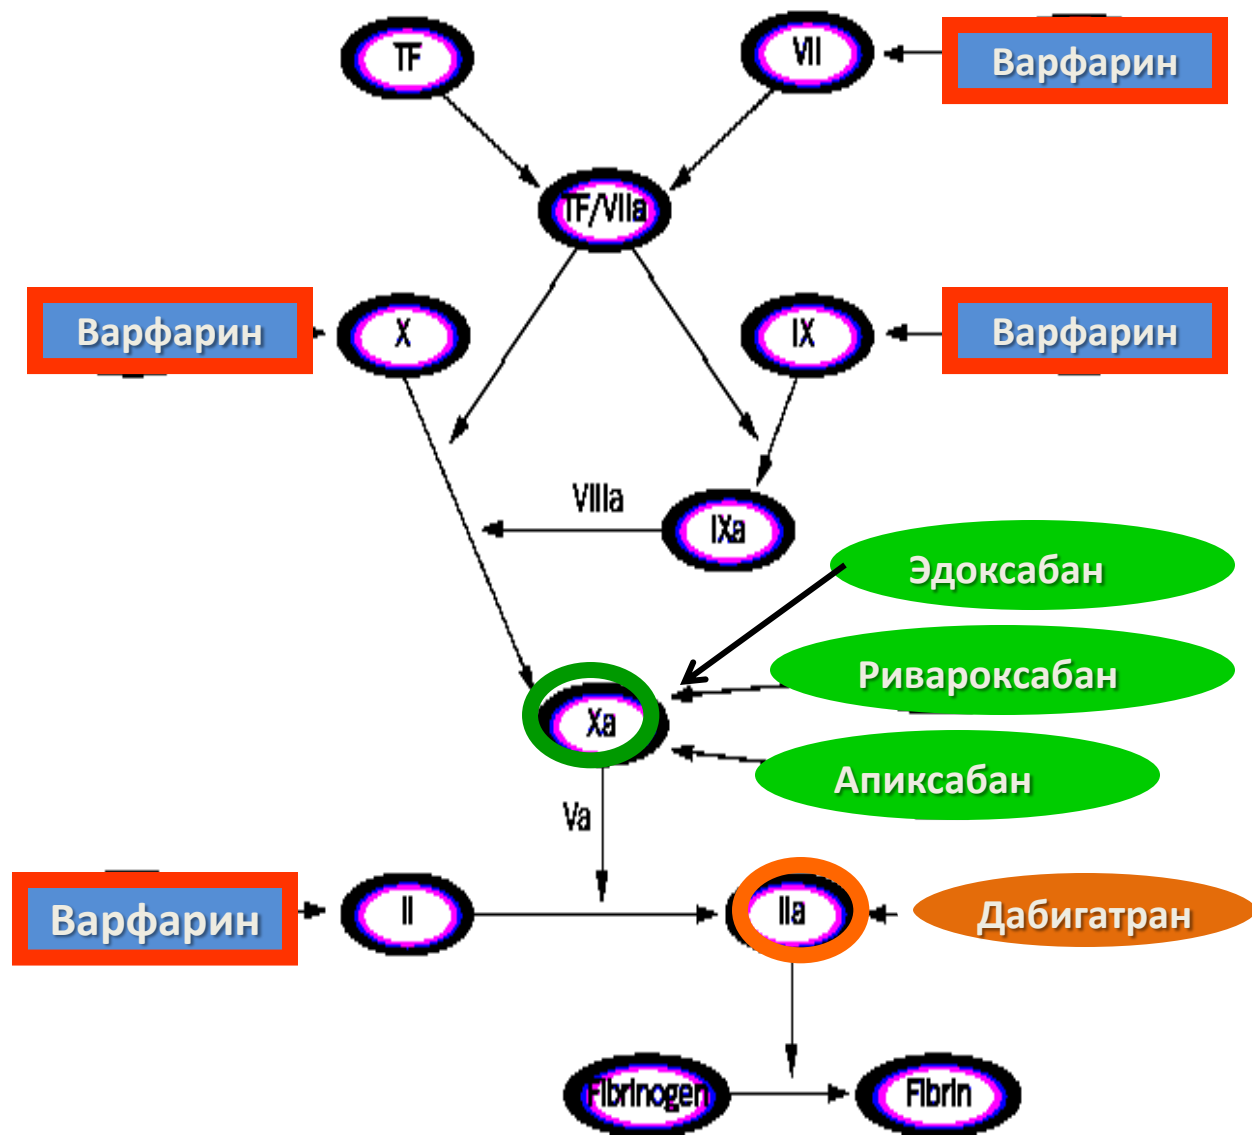 TF
VII
Варфарин
TF/VIIa
Варфарин
X
IX
Варфарин
VIIIa
IXa
Эдоксабан
Ривароксабан
Xa
Апиксабан
Va
Варфарин
II
IIa
Дабигатран
Fibrinogen
Fibrin